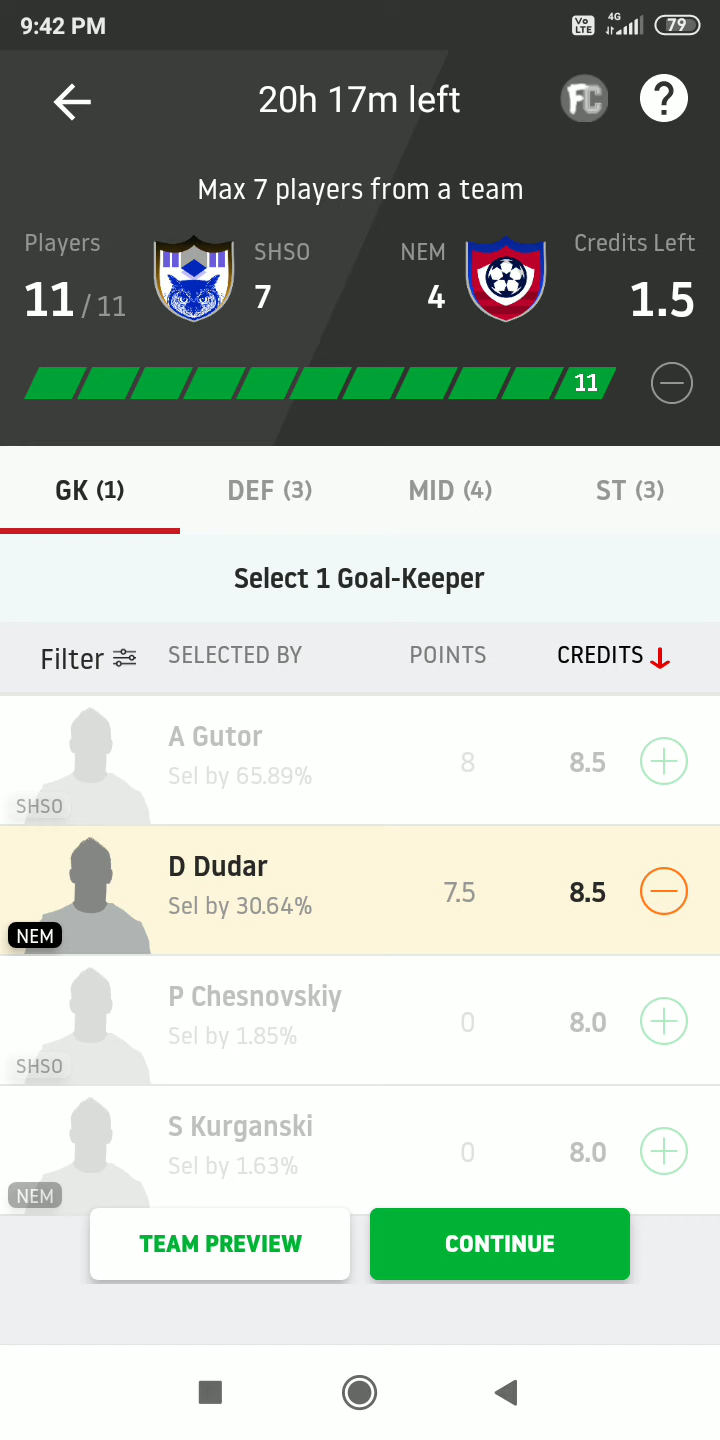 9:42 PM
Vo LTE 4G 79
20h 17m left
FC ?
Max 7 players from a team
Players SHSO NEM Credits Left
11 / 11 7 4 1.5
11
GK (1) DEF (3) MID (4) ST (3)
Select 1 Goal-Keeper
Filter SELECTED BY POINTS CREDITS
A Gutor
Sel by 65.89% 8 8.5
SHSO
D Dudar
Sel by 30.64% 7.5 8.5
NEM
P Chesnovskiy
Sel by 1.85% 0 8.0
SHSO
S Kurganski
Sel by 1.63% 0 8.0
NEM
TEAM PREVIEW CONTINUE